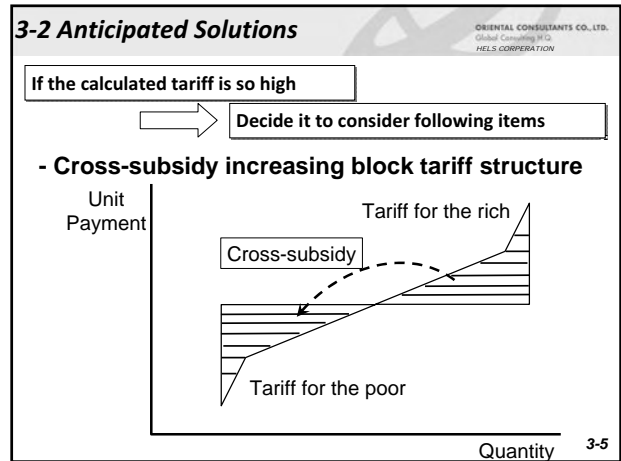 3-2 Anticipated Solutions
ORIENTAL CONSULTANTS CO., LTD.
Global Consulting H.Q.
HELS CORPERATION
If the calculated tariff is so high
Decide it to consider following items
- Cross-subsidy increasing block tariff structure
Unit
Payment
Tariff for the rich
Cross-subsidy
Tariff for the poor
Quantity
3-5